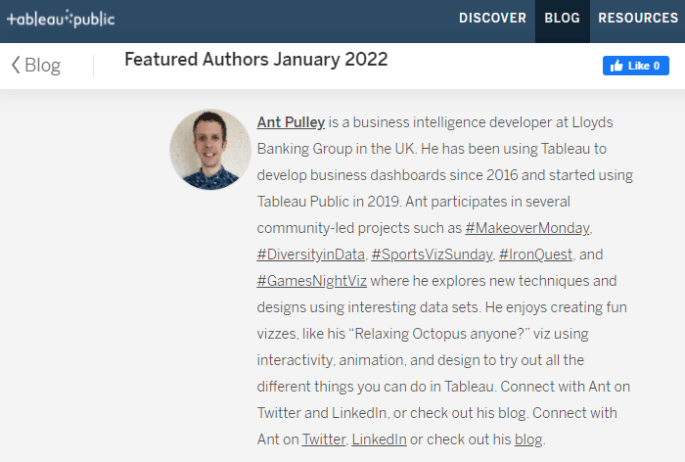 tableau public
DISCOVER BLOG RESOURCES
Blog
Featured Authors January 2022
Like 0
Ant Pulley is a business intelligence developer at Lloyds
Banking Group in the UK. He has been using Tableau to
develop business dashboards since 2016 and started using
Tableau Public in 2019. Ant participates in several
community-led projects such as #MakeoverMonday,
#DiversityinData, #SportsVizSunday, #IronQuest, and
#GamesNightViz where he explores new techniques and
designs using interesting data sets. He enjoys creating fun
vizzes, like his “Relaxing Octopus anyone?” viz using
interactivity, animation, and design to try out all the
different things you can do in Tableau. Connect with Ant on
Twitter and LinkedIn, or check out his blog. Connect with
Ant on Twitter, LinkedIn or check out his blog.